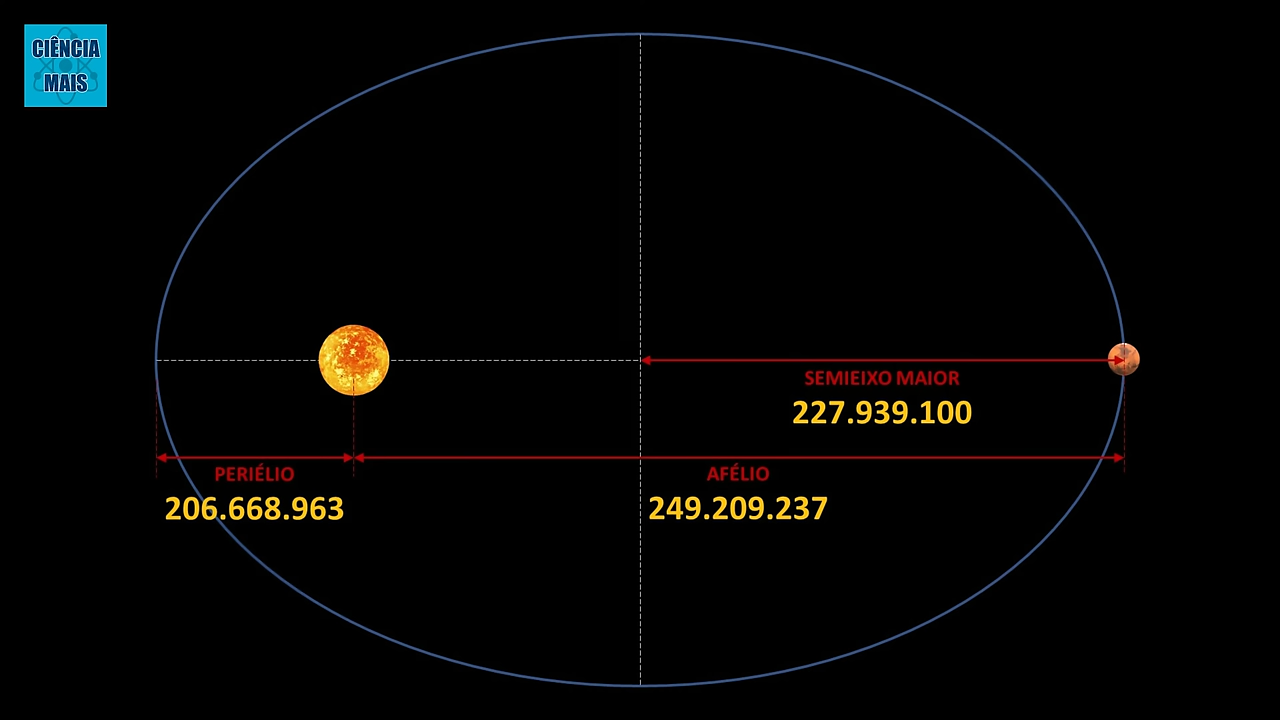 CIÊNCIA
MAIS
SEMIEIXO MAIOR
227.939.100
PERIÉLIO
206.668.963
AFÉLIO
249.209.237